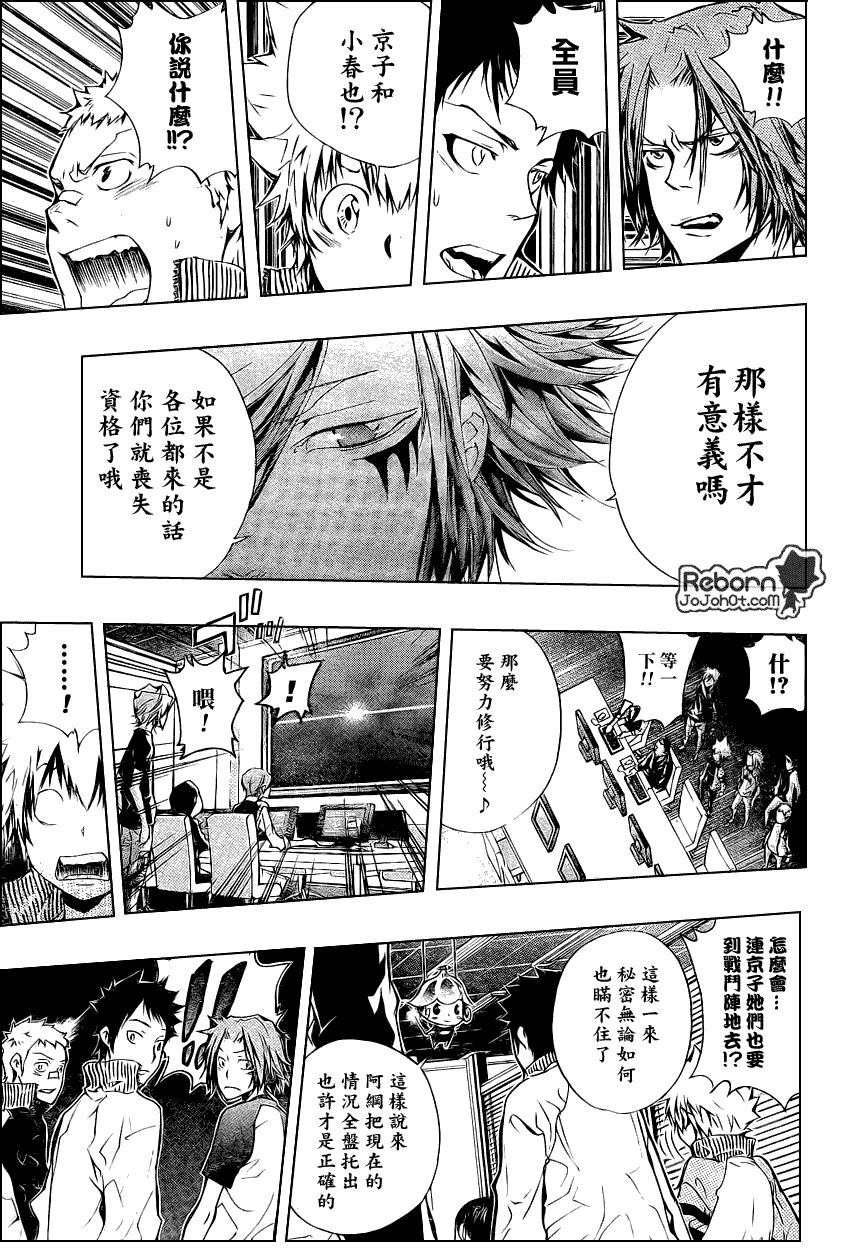 什麼!!
全員
京子和
小春也!?
你說什麼!!?
那樣不才
有意義嗎
如果不是
各位都來的話
你們就喪失
資格了哦
Reborn
JoJohOt.com
什!?
等一
下!!
那麼
要努力修行哦～♪
!
喂!
ブッ
……!
怎麼會…
連京子她們也要
到戰鬥陣地去!?
這樣一來
秘密無論如何
也瞞不住了
這樣說來
阿綱把現在的
情況全盤托出
也許才是正確的
!!
Reborn